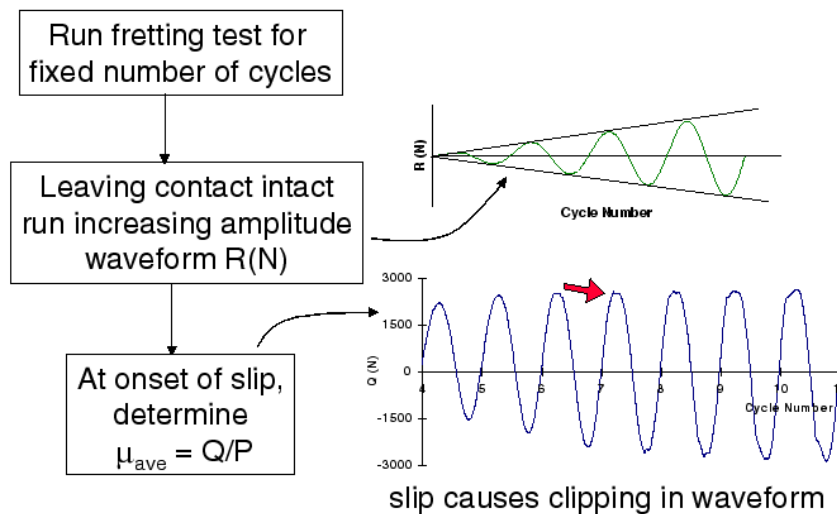 Run fretting test for
fixed number of cycles
Leaving contact intact
run increasing amplitude
waveform R(N)
At onset of slip,
determine
μave = Q/P
R (N)
Cycle Number
3000
1500
0
-1500
-3000
Q (N)
4 5 6 7 8 9 10 1
Cycle Number
slip causes clipping in waveform